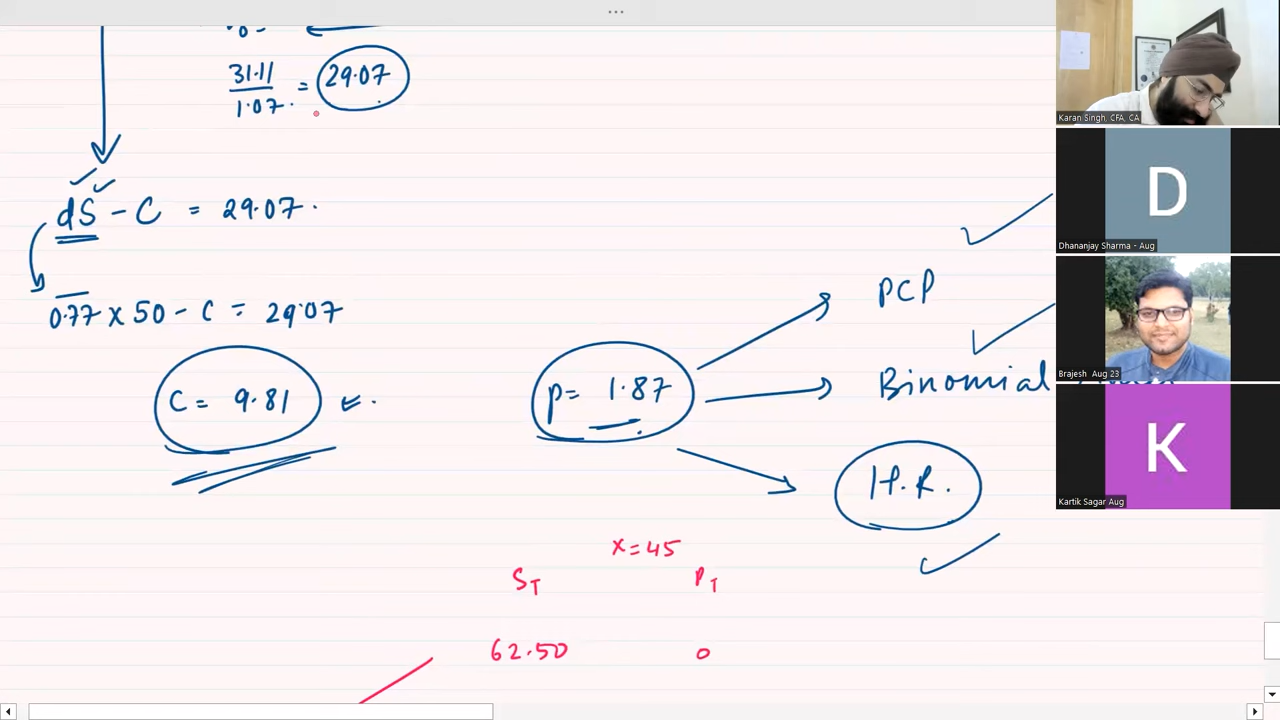 31.11
1.07
= 29.07
dS - C = 29.07
0.77 x 50 - C = 29.07
C = 9.81
p = 1.87
PCP
Binomial
H.R.
x = 45
ST
PT
62.50
0
Karan Singh, CFA, CA
D
Dhananjay Sharma - Aug
Brajesh Aug 23
K
Kartik Sagar Aug